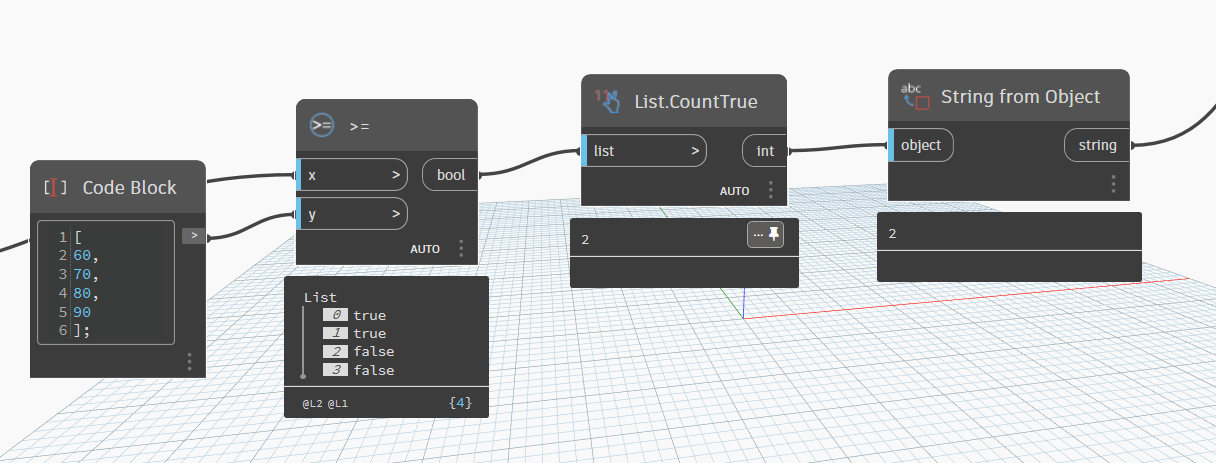 [I] Code Block
1 [
2 60,
3 70,
4 80,
5 90
6 ];
>
>= >=
x >
y >
bool
AUTO
List
0 true
1 true
2 false
3 false
@L2 @L1 {4}
List.CountTrue
list >
int
AUTO
2
...
abc
String from Object
object
string
2